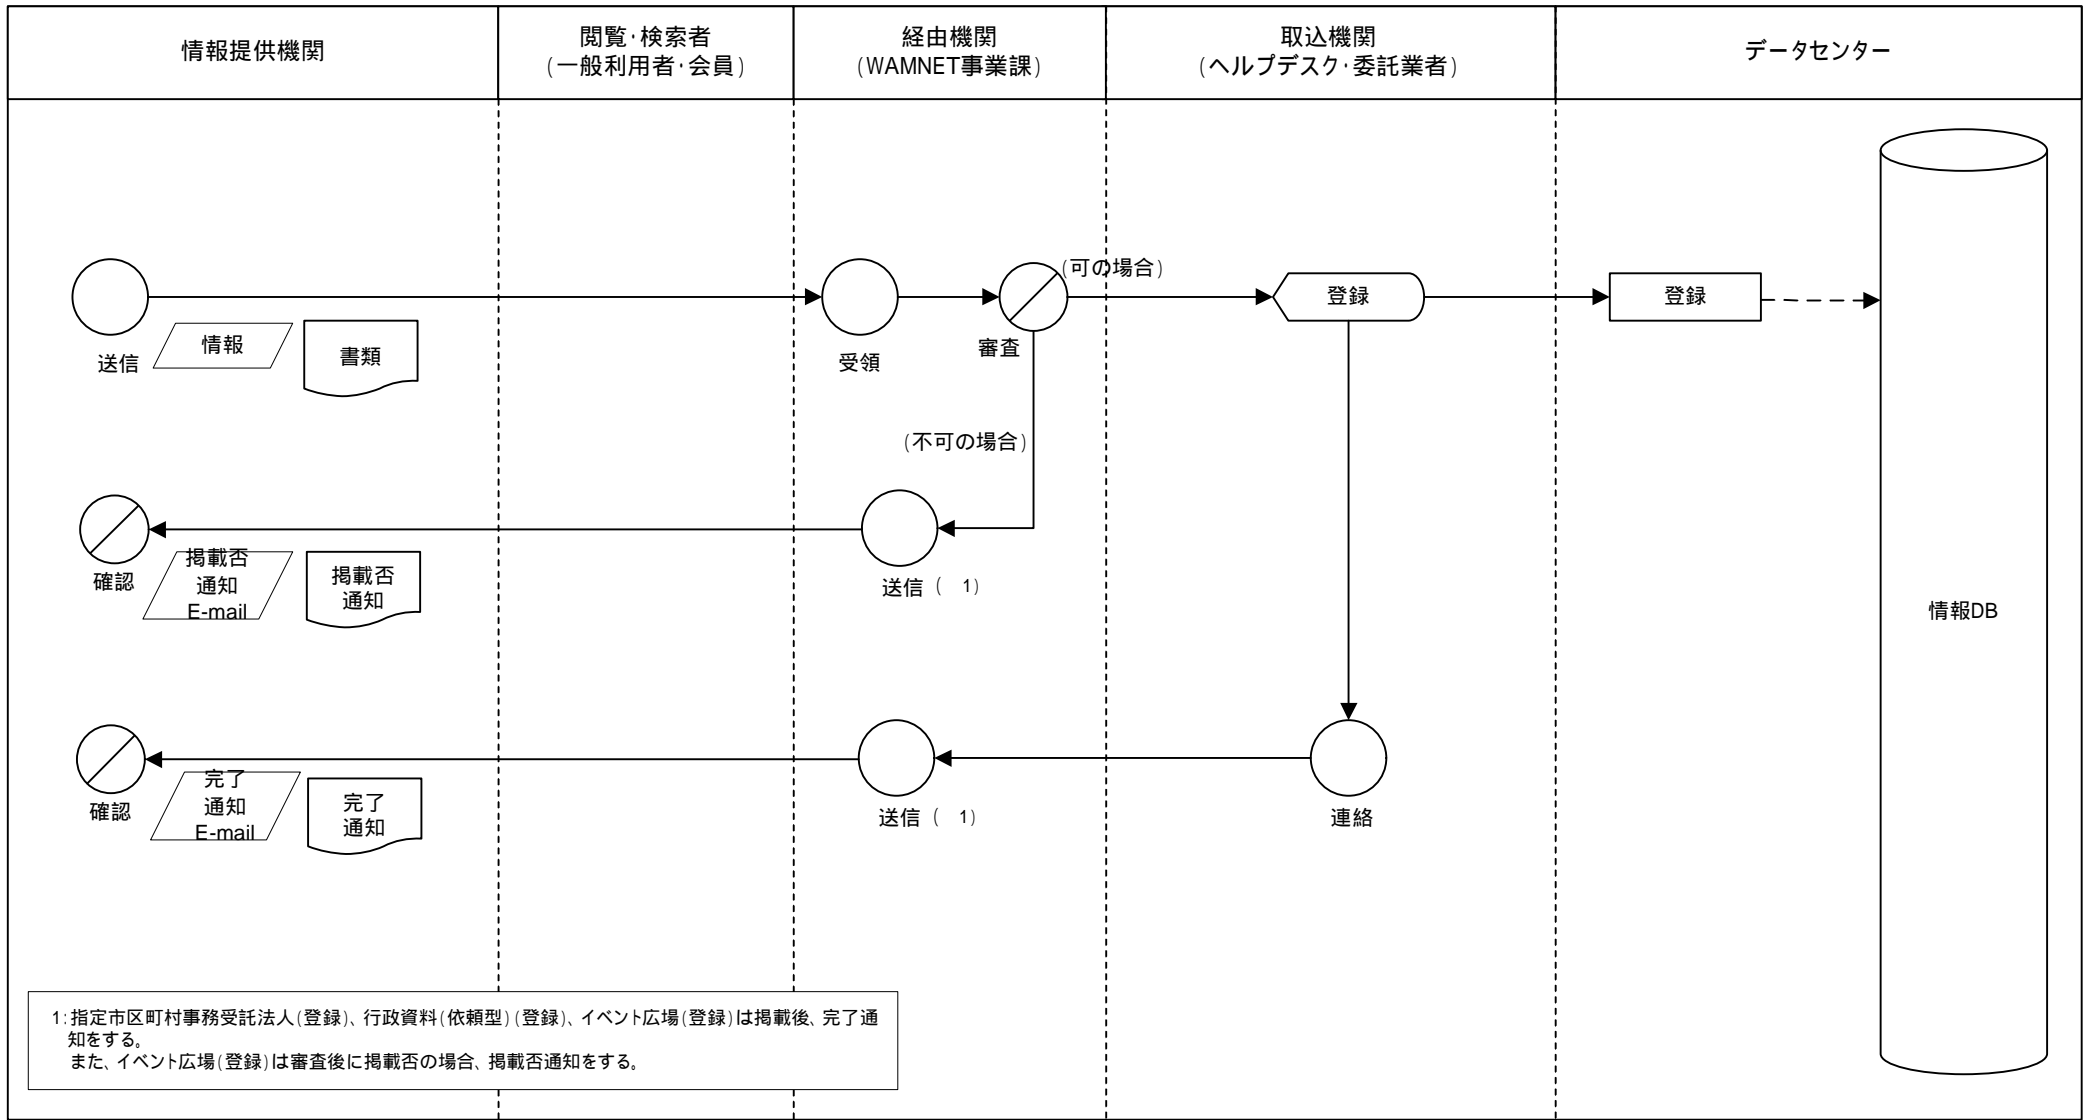 情報提供機関
閲覧・検索者
(一般利用者・会員)
経由機関
(WAMNET事業課)
取込機関
(ヘルプデスク・委託業者)
データセンター
(可の場合)
登録
登録
送信
情報
書類
受領
審査
(不可の場合)
確認
掲載否
通知
E-mail
掲載否
通知
送信( 1)
情報DB
確認
完了
通知
E-mail
完了
通知
送信( 1)
連絡
1:指定市区町村事務受託法人(登録)、行政資料(依頼型)(登録)、イベント広場(登録)は掲載後、完了通
知をする。
また、イベント広場(登録)は審査後に掲載否の場合、掲載否通知をする。